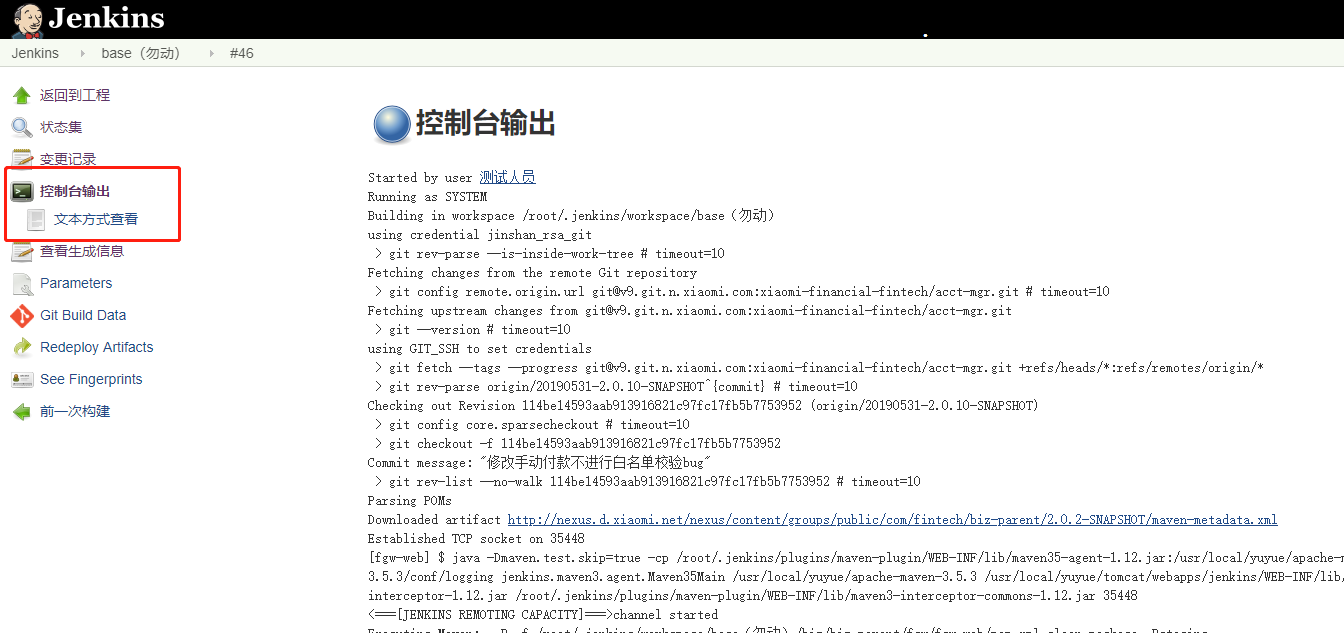 Jenkins
Jenkins
base（勿动）
#46
返回到工程
状态集
变更记录
控制台输出
文本方式查看
查看生成信息
Parameters
Git Build Data
Redeploy Artifacts
See Fingerprints
前一次构建
控制台输出
Started by user 测试人员
Running as SYSTEM
Building in workspace /root/.jenkins/workspace/base（勿动）
using credential jinshan_rsa_git
> git rev-parse --is-inside-work-tree # timeout=10
Fetching changes from the remote Git repository
> git config remote.origin.url git@v9.git.n.xiaomi.com:xiaomi-financial-fintech/acct-mgr.git # timeout=10
Fetching upstream changes from git@v9.git.n.xiaomi.com:xiaomi-financial-fintech/acct-mgr.git
> git --version # timeout=10
using GIT_SSH to set credentials
> git fetch --tags --progress git@v9.git.n.xiaomi.com:xiaomi-financial-fintech/acct-mgr.git +refs/heads/*:refs/remotes/origin/*
> git rev-parse origin/20190531-2.0.10-SNAPSHOT^{commit} # timeout=10
Checking out Revision 114be14593aab913916821c97fc17fb5b7753952 (origin/20190531-2.0.10-SNAPSHOT)
> git config core.sparsecheckout # timeout=10
> git checkout -f 114be14593aab913916821c97fc17fb5b7753952
Commit message: "修改手动付款不进行白名单校验bug"
> git rev-list --no-walk 114be14593aab913916821c97fc17fb5b7753952 # timeout=10
Parsing POMs
Downloaded artifact http://nexus.d.xiaomi.net/nexus/content/groups/public/com/fintech/biz-parent/2.0.2-SNAPSHOT/maven-metadata.xml
Established TCP socket on 35448
[fgw-web] $ java -Dmaven.test.skip=true -cp /root/.jenkins/plugins/maven-plugin/WEB-INF/lib/maven35-agent-1.12.jar:/usr/local/yuyue/apache-m
3.5.3/conf/logging jenkins.maven3.agent.Maven35Main /usr/local/yuyue/apache-maven-3.5.3 /usr/local/yuyue/tomcat/webapps/jenkins/WEB-INF/lib/
interceptor-1.12.jar /root/.jenkins/plugins/maven-plugin/WEB-INF/lib/maven3-interceptor-commons-1.12.jar 35448
<===[JENKINS REMOTING CAPACITY]===>channel started